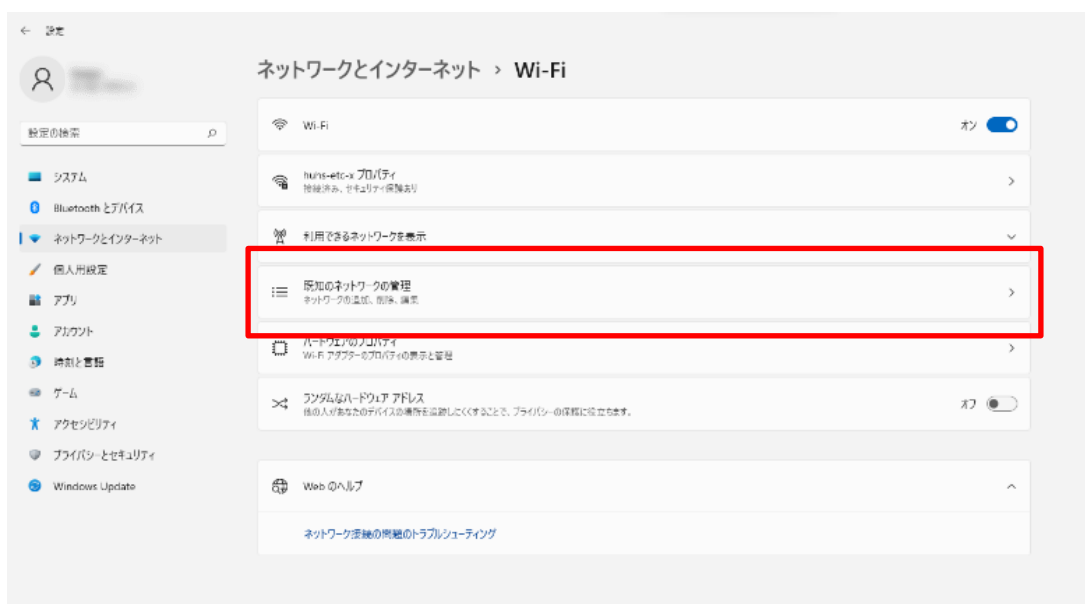 設定
ネットワークとインターネット › Wi-Fi
設定の検索
システム
Bluetooth とデバイス
ネットワークとインターネット
個人用設定
アプリ
アカウント
時刻と言語
ゲーム
アクセシビリティ
プライバシーとセキュリティ
Windows Update
Wi-Fi
オン
huhs-etc-x プロパティ
接続済み、セキュリティ保護あり
利用できるネットワークを表示
既知のネットワークの管理
ネットワークの追加、削除、編集
ハードウェアのプロパティ
Wi-Fi アダプターのプロパティの表示と管理
ランダムなハードウェア アドレス
他の人があなたのデバイスの場所を追跡しにくくすることで、プライバシーの保護に役立ちます。
オフ
Web のヘルプ
ネットワーク接続の問題のトラブルシューティング